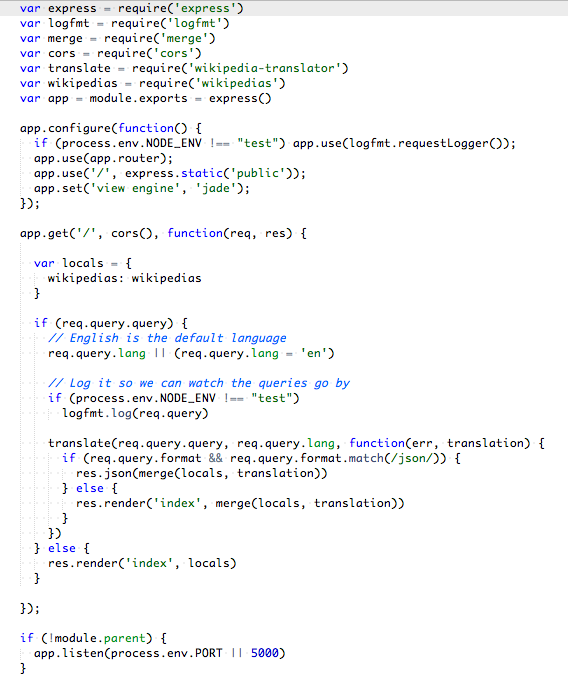 var express = require('express')
var logfmt = require('logfmt')
var merge = require('merge')
var cors = require('cors')
var translate = require('wikipedia-translator')
var wikipedias = require('wikipedias')
var app = module.exports = express()

app.configure(function() {
  if (process.env.NODE_ENV !== "test") app.use(logfmt.requestLogger());
  app.use(app.router);
  app.use('/', express.static('public'));
  app.set('view engine', 'jade');
});

app.get('/', cors(), function(req, res) {

  var locals = {
    wikipedias: wikipedias
  }

  if (req.query.query) {
    // English is the default language
    req.query.lang || (req.query.lang = 'en')

    // Log it so we can watch the queries go by
    if (process.env.NODE_ENV !== "test")
      logfmt.log(req.query)

    translate(req.query.query, req.query.lang, function(err, translation) {
      if (req.query.format && req.query.format.match(/json/)) {
        res.json(merge(locals, translation))
      } else {
        res.render('index', merge(locals, translation))
      }
    })
  } else {
    res.render('index', locals)
  }

});

if (!module.parent) {
  app.listen(process.env.PORT || 5000)
}